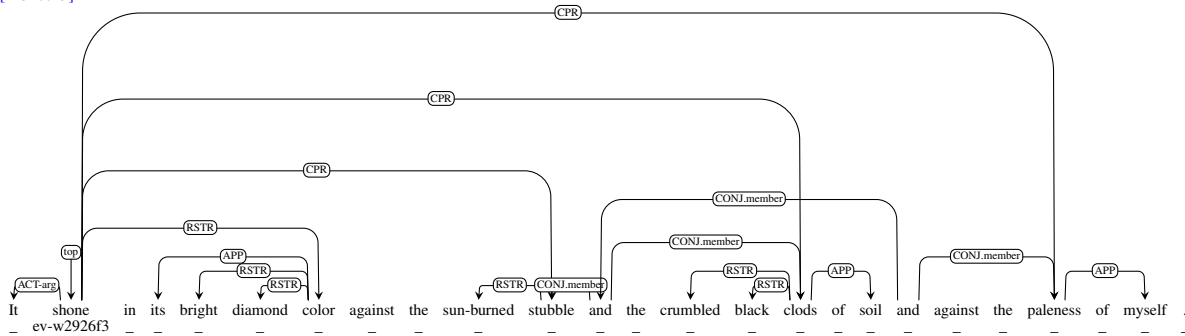 CPR
CPR
CPR
CONJ.member
RSTR
CONJ.member
top
APP
CONJ.member
RSTR
RSTR
APP
APP
ACT-arg
RSTR
RSTR
CONJ.member
RSTR
It shone in its bright diamond color against the sun-burned stubble and the crumbled black clods of soil and against the paleness of myself .
ev-w2926f3
_ _ _ _ _ _ _ _ _ _ _ _ _ _ _ _ _ _ _ _ _ _ _ _ _